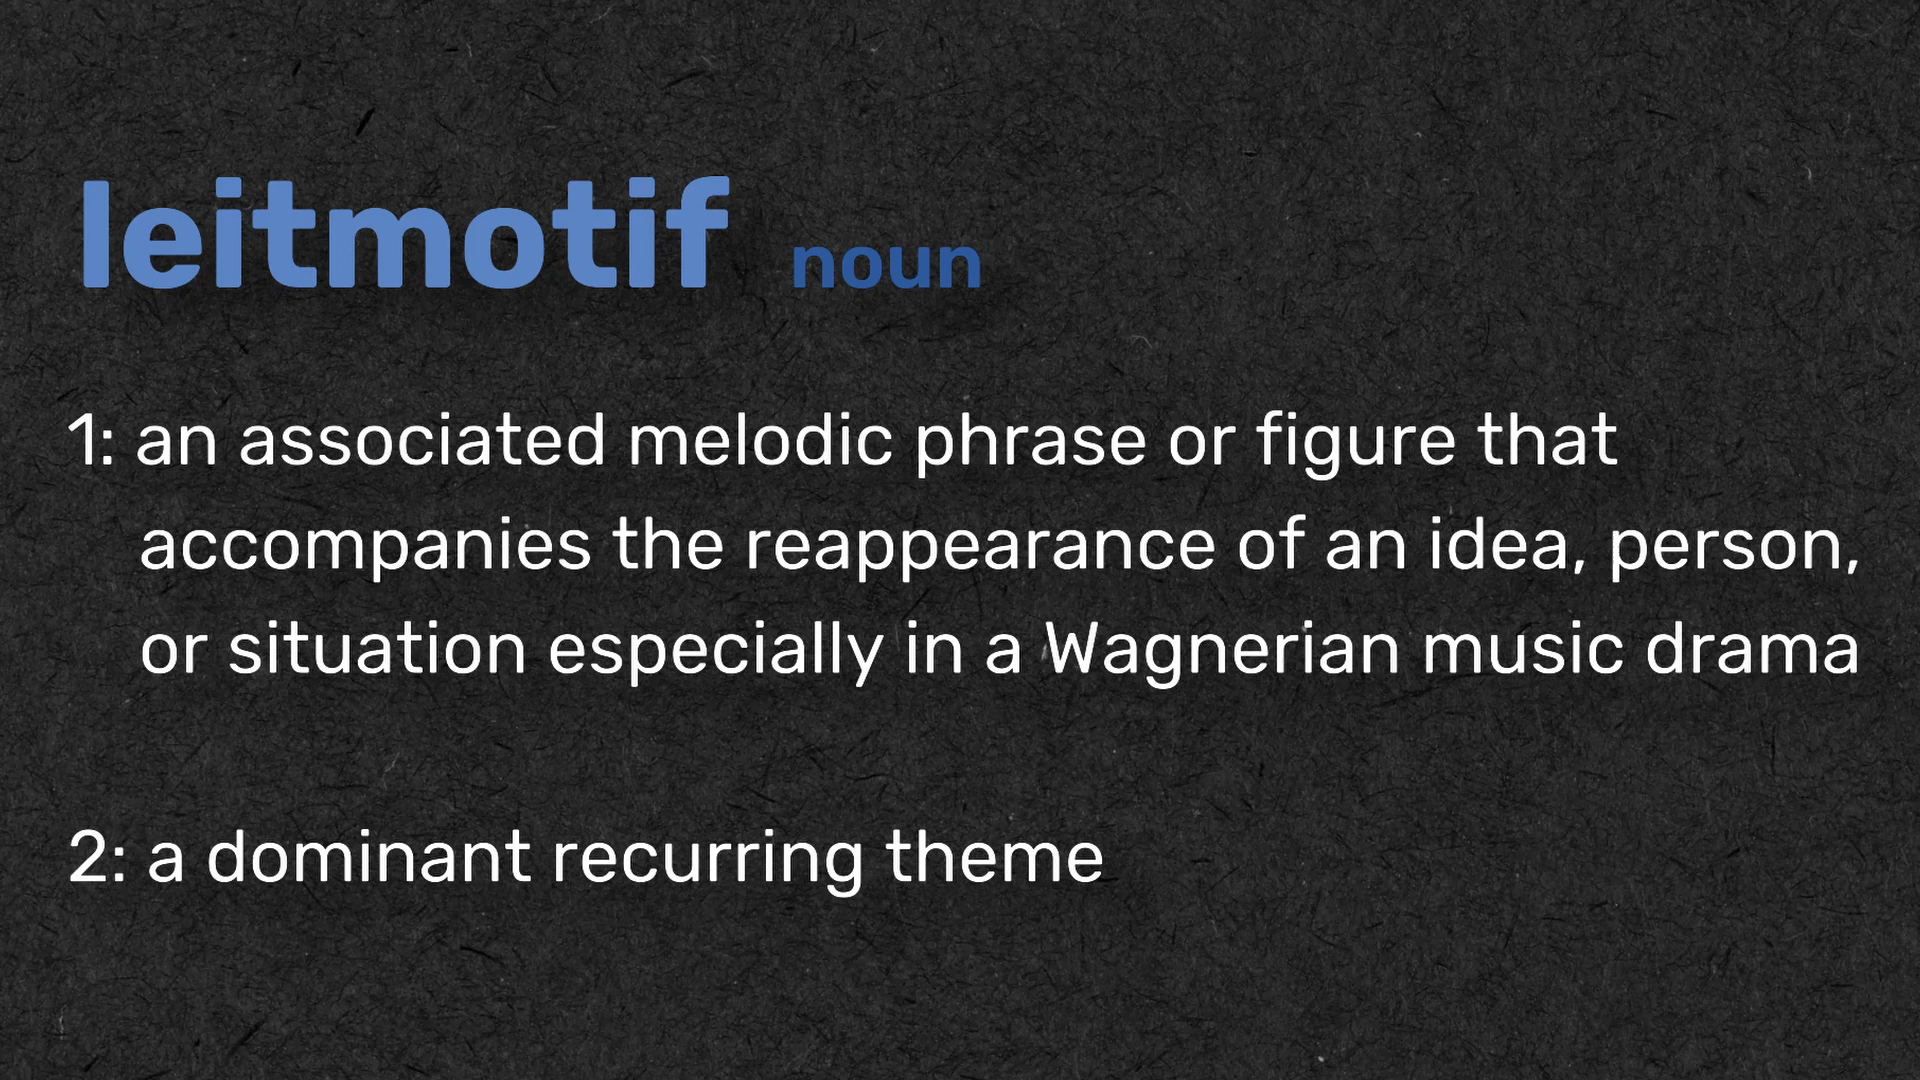 leitmotif noun
1: an associated melodic phrase or figure that
accompanies the reappearance of an idea, person,
or situation especially in a Wagnerian music drama
2: a dominant recurring theme